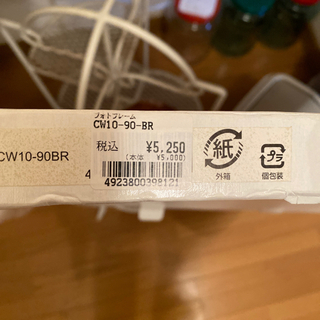 フォトフレーム
CW10-90-BR
税込 ¥5,250
(本体 ¥5,000)
CW10-90BR
4
4923800398121
紙
外箱
プラ
個包装